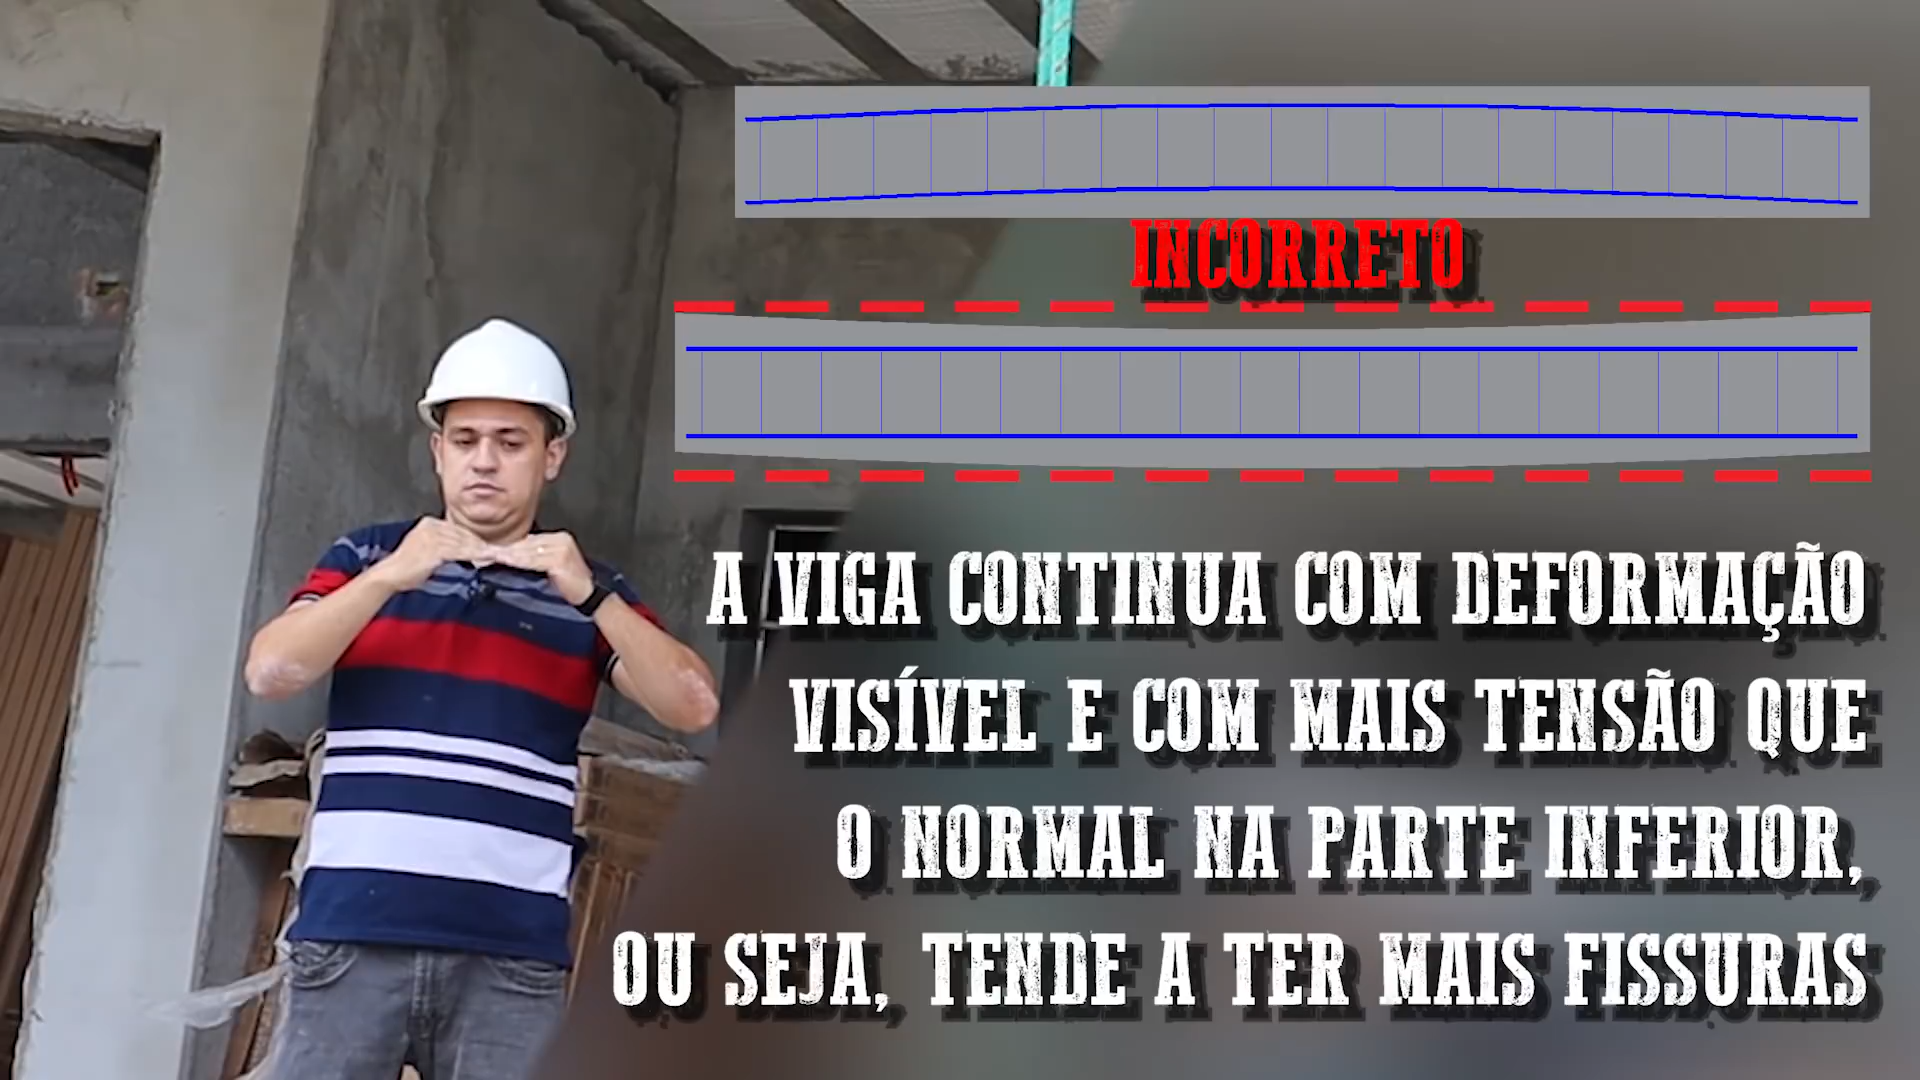 INCORRETO
A VIGA CONTINUA COM DEFORMAÇÃO
VISÍVEL E COM MAIS TENSÃO QUE
O NORMAL NA PARTE INFERIOR,
OU SEJA, TENDE A TER MAIS FISSURAS